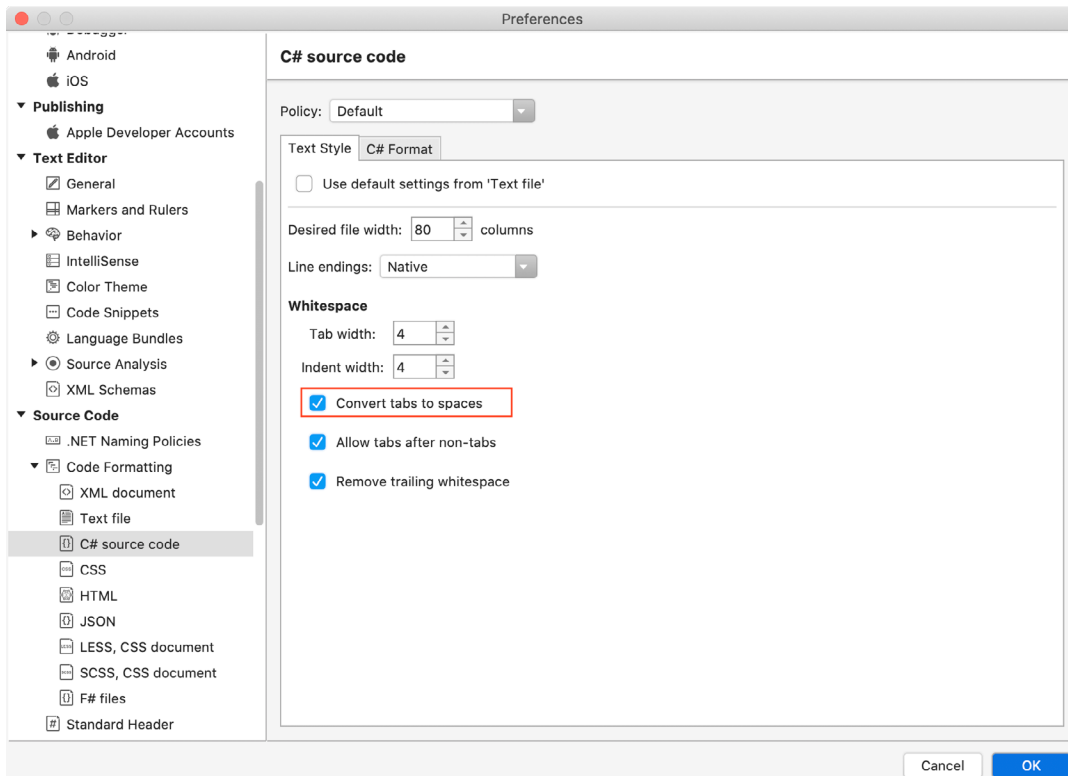 Preferences
Debugger
Android
iOS
Publishing
Apple Developer Accounts
Text Editor
General
Markers and Rulers
Behavior
IntelliSense
Color Theme
Code Snippets
Language Bundles
Source Analysis
XML Schemas
Source Code
.NET Naming Policies
Code Formatting
XML document
Text file
C# source code
CSS
HTML
JSON
LESS, CSS document
SCSS, CSS document
F# files
Standard Header
C# source code
Policy: Default
Text Style C# Format
Use default settings from 'Text file'
Desired file width: 80 columns
Line endings: Native
Whitespace
Tab width: 4
Indent width: 4
Convert tabs to spaces
Allow tabs after non-tabs
Remove trailing whitespace
Cancel OK